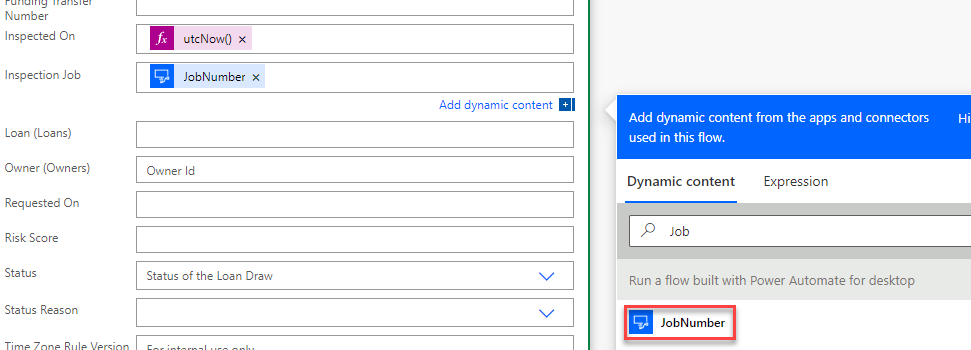 Funding Transfer
Number
Inspected On
fx utcNow() ×
Inspection Job
JobNumber ×
Add dynamic content
Loan (Loans)
Owner (Owners)
Owner Id
Requested On
Risk Score
Status
Status of the Loan Draw
Status Reason
Time Zone Rule Version
For internal use only
Add dynamic content from the apps and connectors
used in this flow.
Hi
Dynamic content
Expression
Job
Run a flow built with Power Automate for desktop
JobNumber